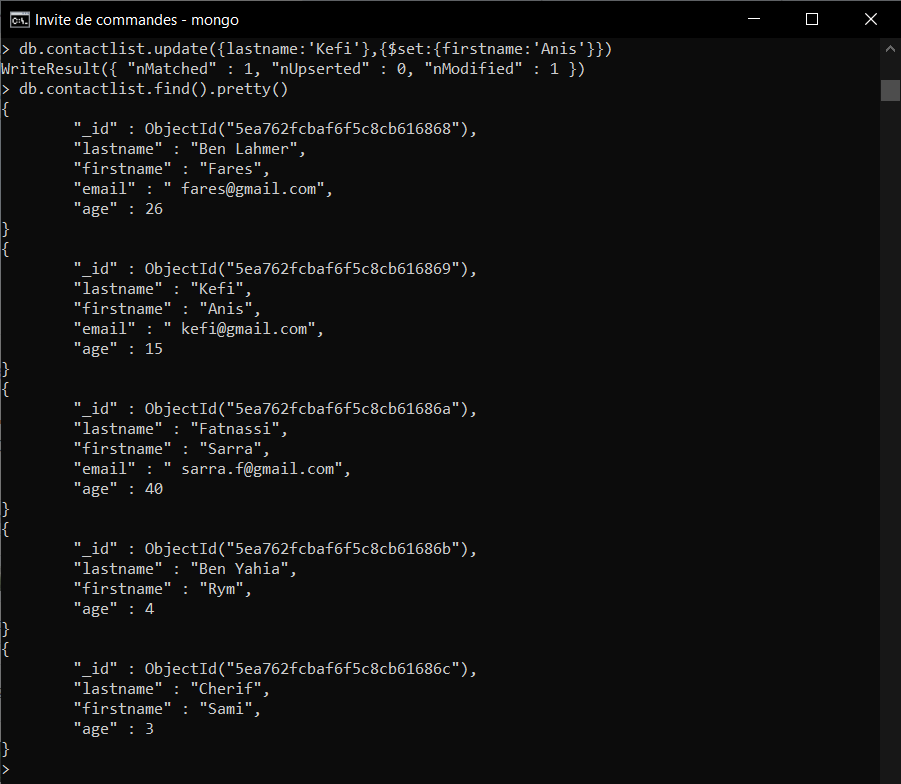 Invite de commandes - mongo
> db.contactlist.update({lastname:'Kefi'},{$set:{firstname:'Anis'}})
WriteResult({ "nMatched" : 1, "nUpserted" : 0, "nModified" : 1 })
> db.contactlist.find().pretty()
{
        "_id" : ObjectId("5ea762fcbaf6f5c8cb616868"),
        "lastname" : "Ben Lahmer",
        "firstname" : "Fares",
        "email" : " fares@gmail.com",
        "age" : 26
}
{
        "_id" : ObjectId("5ea762fcbaf6f5c8cb616869"),
        "lastname" : "Kefi",
        "firstname" : "Anis",
        "email" : " kefi@gmail.com",
        "age" : 15
}
{
        "_id" : ObjectId("5ea762fcbaf6f5c8cb61686a"),
        "lastname" : "Fatnassi",
        "firstname" : "Sarra",
        "email" : " sarra.f@gmail.com",
        "age" : 40
}
{
        "_id" : ObjectId("5ea762fcbaf6f5c8cb61686b"),
        "lastname" : "Ben Yahia",
        "firstname" : "Rym",
        "age" : 4
}
{
        "_id" : ObjectId("5ea762fcbaf6f5c8cb61686c"),
        "lastname" : "Cherif",
        "firstname" : "Sami",
        "age" : 3
}
>